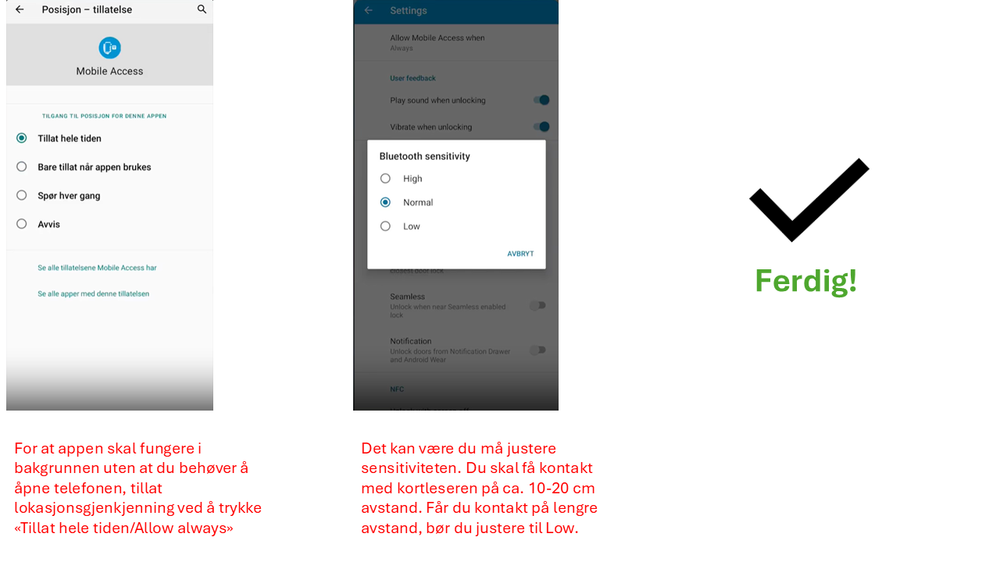 Posisjon – tillatelse
Mobile Access
TILGANG TIL POSISJON FOR DENNE APPEN
Tillat hele tiden
Bare tillat når appen brukes
Spør hver gang
Avvis
Se alle tillatelsene Mobile Access har
Se alle apper med denne tillatelsen
For at appen skal fungere i
bakgrunnen uten at du behøver å
åpne telefonen, tillat
lokasjonsgjenkjenning ved å trykke
«Tillat hele tiden/Allow always»
Settings
Allow Mobile Access when
Always
User feedback
Play sound when unlocking
Vibrate when unlocking
Bluetooth sensitivity
High
Normal
Low
AVBRYT
closest door lock
Seamless
Unlock when near Seamless enabled
lock
Notification
Unlock doors from Notification Drawer
and Android Wear
NFC
Det kan være du må justere
sensitiviteten. Du skal få kontakt
med kortleseren på ca. 10-20 cm
avstand. Får du kontakt på lengre
avstand, bør du justere til Low.
Ferdig!